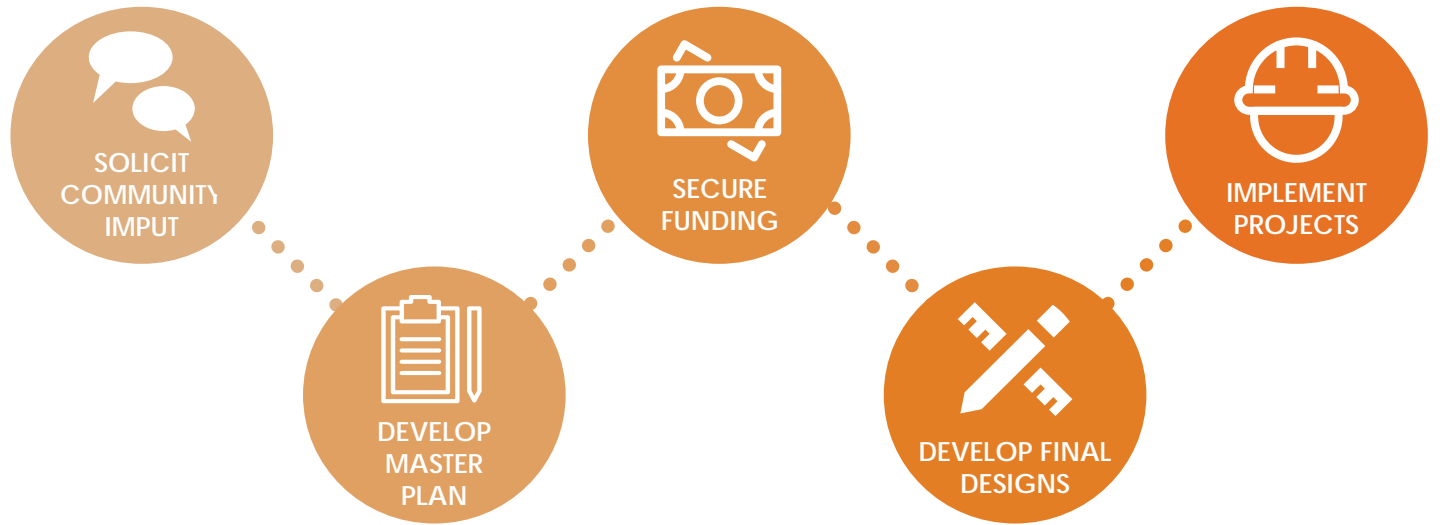 SOLICIT
COMMUNITY
IMPUT
DEVELOP
MASTER
PLAN
SECURE
FUNDING
DEVELOP FINAL
DESIGNS
IMPLEMENT
PROJECTS